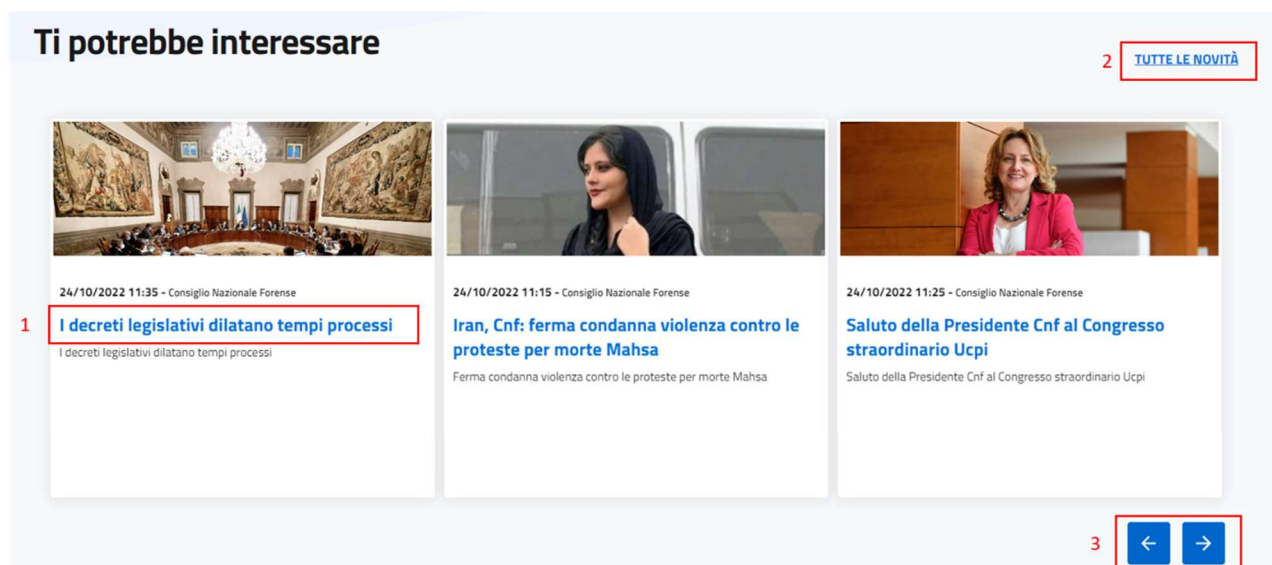 Ti potrebbe interessare
2 TUTTE LE NOVITÀ
24/10/2022 11:35 - Consiglio Nazionale Forense
1 I decreti legislativi dilatano tempi processi
I decreti legislativi dilatano tempi processi
24/10/2022 11:15 - Consiglio Nazionale Forense
Iran, Cnf: ferma condanna violenza contro le
proteste per morte Mahsa
Ferma condanna violenza contro le proteste per morte Mahsa
24/10/2022 11:25 - Consiglio Nazionale Forense
Saluto della Presidente Cnf al Congresso
straordinario Ucpi
Saluto della Presidente Cnf al Congresso straordinario Ucpi
3 ← →